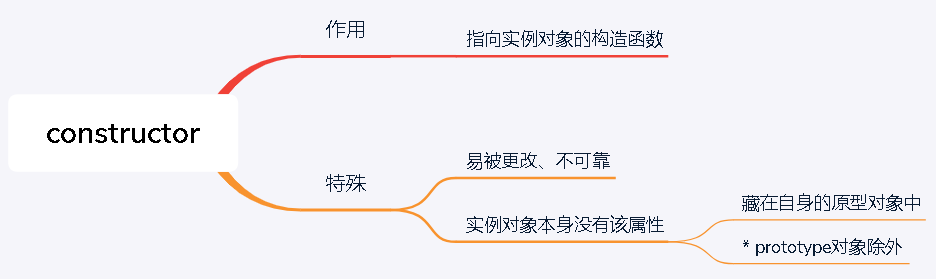 constructor
作用
指向实例对象的构造函数
特殊
易被更改、不可靠
实例对象本身没有该属性
藏在自身的原型对象中
* prototype对象除外